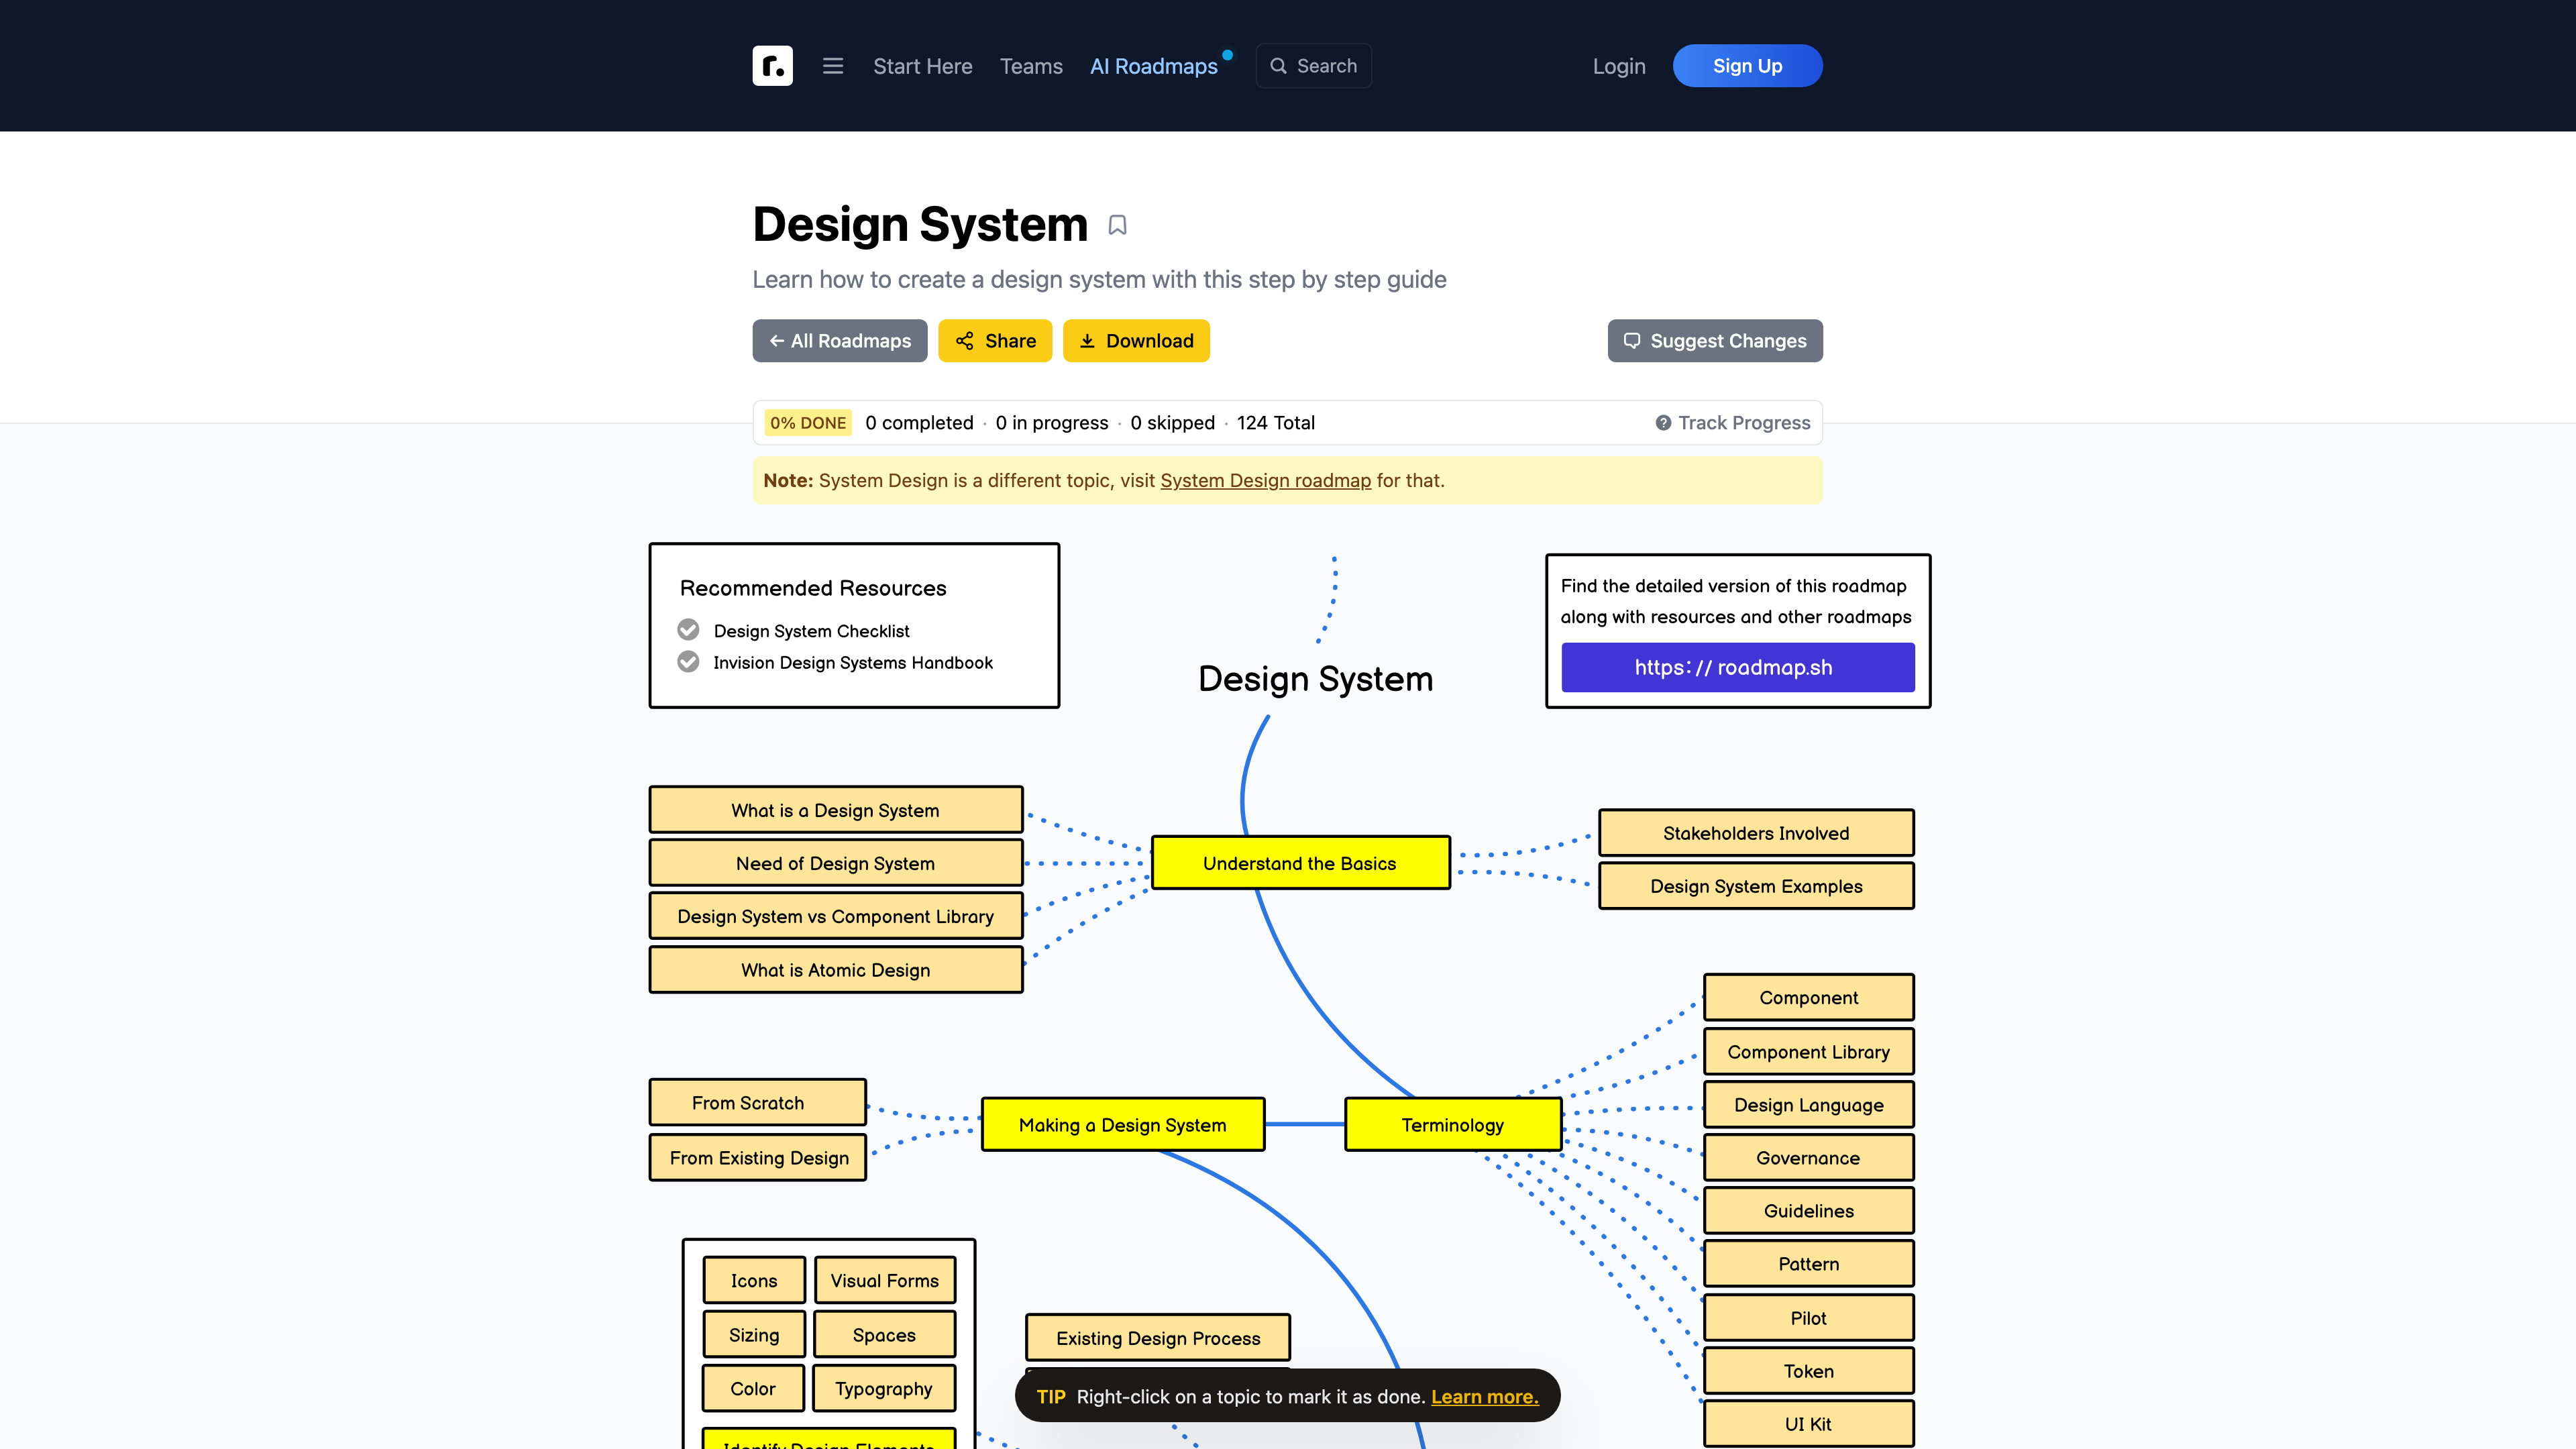 r.
Start Here
Teams
AI Roadmaps
Search
Login
Sign Up
Design System
Learn how to create a design system with this step by step guide
← All Roadmaps
Share
Download
Suggest Changes
0% DONE 0 completed · 0 in progress · 0 skipped · 124 Total
Track Progress
Note: System Design is a different topic, visit System Design roadmap for that.
Recommended Resources
Design System Checklist
Invision Design Systems Handbook
Design System
Find the detailed version of this roadmap
along with resources and other roadmaps
https://roadmap.sh
What is a Design System
Need of Design System
Design System vs Component Library
What is Atomic Design
Understand the Basics
Stakeholders Involved
Design System Examples
From Scratch
From Existing Design
Making a Design System
Terminology
Component
Component Library
Design Language
Governance
Guidelines
Pattern
Pilot
Token
UI Kit
Icons
Visual Forms
Sizing
Spaces
Color
Typography
Identify Design Elements
Existing Design Process
TIP Right-click on a topic to mark it as done. Learn more.